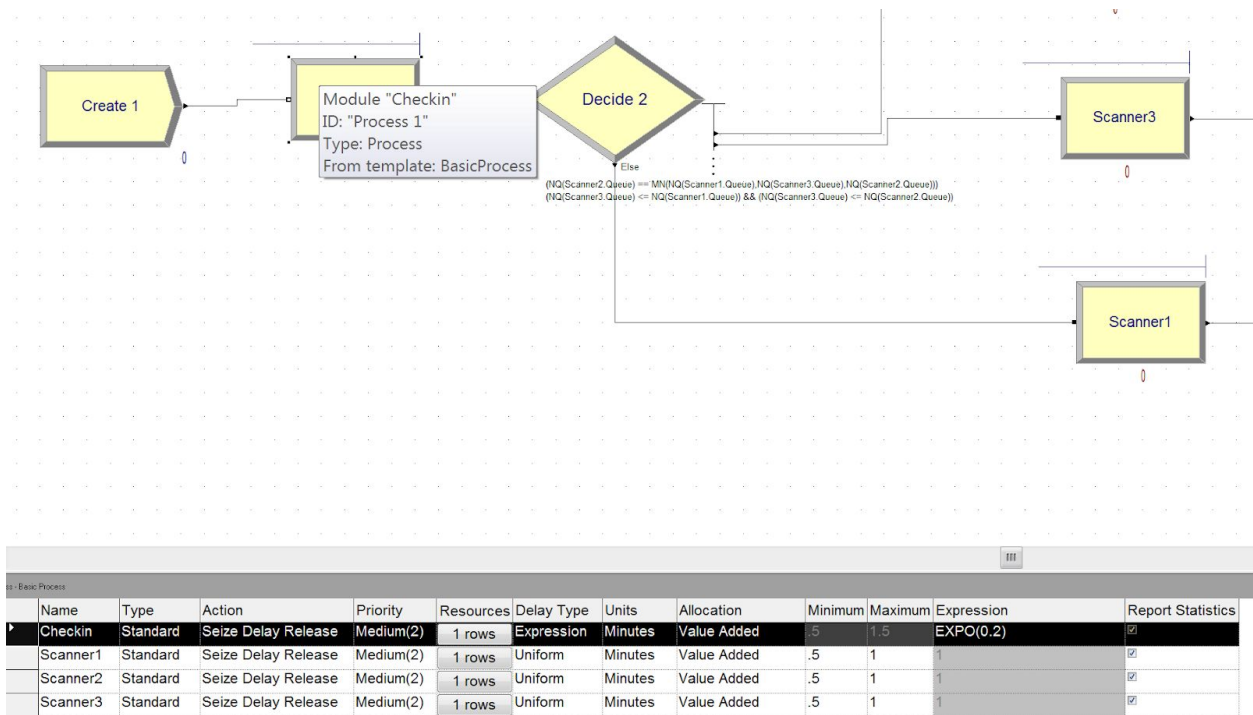 0
Create 1
0
Module "Checkin"
ID: "Process 1"
Type: Process
From template: BasicProcess
Decide 2
Else
(NQ(Scanner2.Queue) == MN(NQ(Scanner1.Queue),NQ(Scanner3.Queue),NQ(Scanner2.Queue)))
(NQ(Scanner3.Queue) <= NQ(Scanner1.Queue)) && (NQ(Scanner3.Queue) <= NQ(Scanner2.Queue))
Scanner3
0
Scanner1
0
ss - Basic Process
Name Type Action Priority Resources Delay Type Units Allocation Minimum Maximum Expression Report Statistics
Checkin Standard Seize Delay Release Medium(2) 1 rows Expression Minutes Value Added .5 1.5 EXPO(0.2)
Scanner1 Standard Seize Delay Release Medium(2) 1 rows Uniform Minutes Value Added .5 1 1
Scanner2 Standard Seize Delay Release Medium(2) 1 rows Uniform Minutes Value Added .5 1 1
Scanner3 Standard Seize Delay Release Medium(2) 1 rows Uniform Minutes Value Added .5 1 1